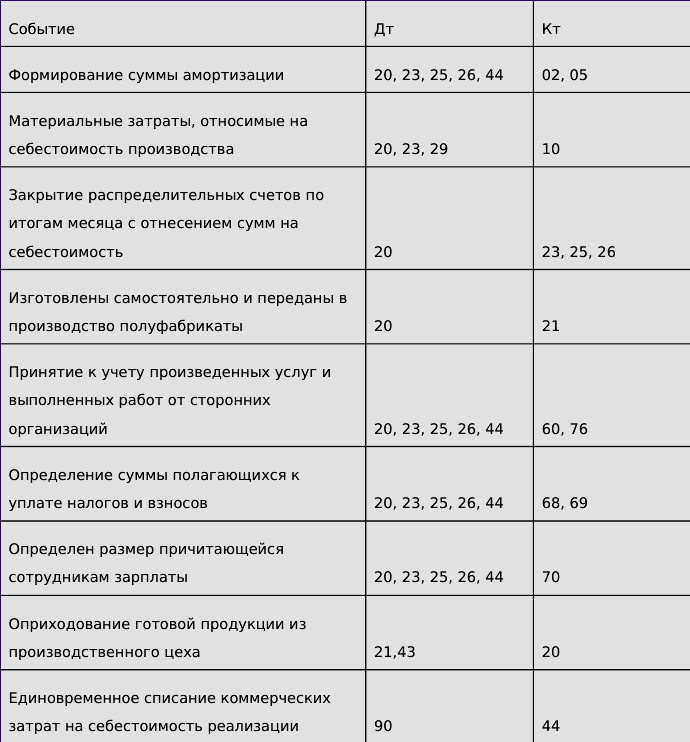 Событие Дт Кт
Формирование суммы амортизации 20, 23, 25, 26, 44 02, 05
Материальные затраты, относимые на
себестоимость производства 20, 23, 29 10
Закрытие распределительных счетов по
итогам месяца с отнесением сумм на
себестоимость 20 23, 25, 26
Изготовлены самостоятельно и переданы в
производство полуфабрикаты 20 21
Принятие к учету произведенных услуг и
выполненных работ от сторонних
организаций 20, 23, 25, 26, 44 60, 76
Определение суммы полагающихся к
уплате налогов и взносов 20, 23, 25, 26, 44 68, 69
Определен размер причитающейся
сотрудникам зарплаты 20, 23, 25, 26, 44 70
Оприходование готовой продукции из
производственного цеха 21,43 20
Единовременное списание коммерческих
затрат на себестоимость реализации 90 44